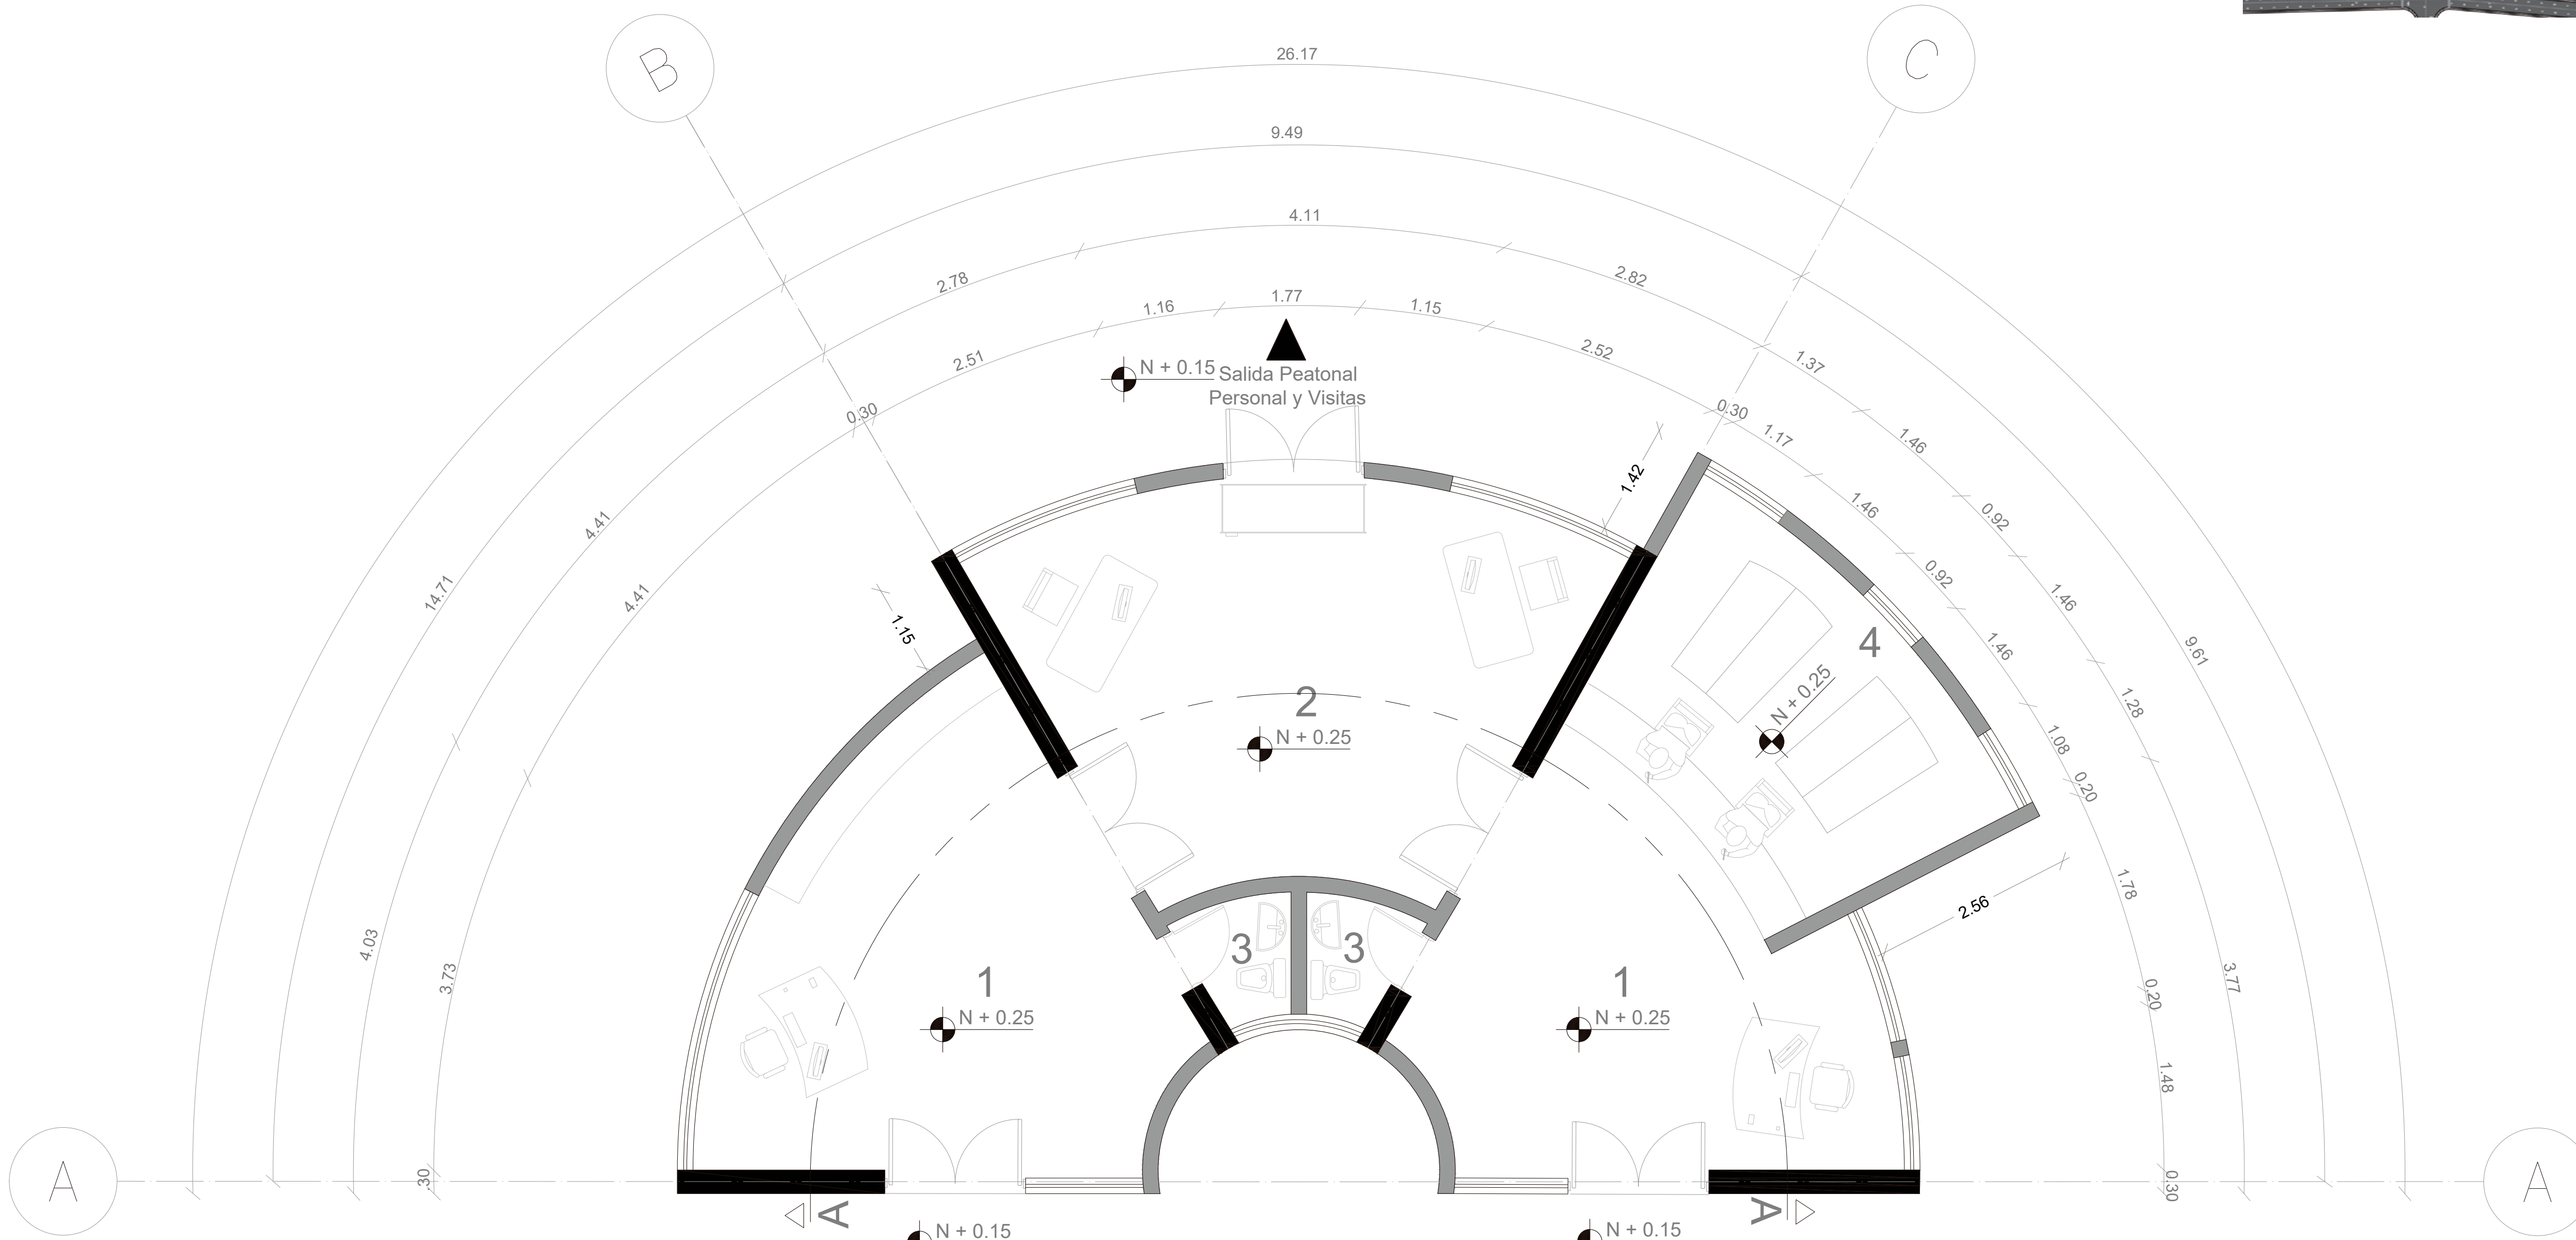 B
C
26.17
9.49
4.11
2.78
2.82
1.16
1.77
1.15
2.51
2.52
1.37
N + 0.15
Salida Peatonal
Personal y Visitas
0.30
0.30
1.17
1.46
1.42
1.46
0.92
4.41
14.71
4.41
1.15
0.92
1.46
1.46
9.61
4
N + 0.25
2
N + 0.25
1.28
1.08
0.20
1.78
2.56
4.03
3.73
3
3
1
N + 0.25
1
N + 0.25
3.77
0.20
1.48
A
.30
0.30
A
A
A
N + 0.15
N + 0.15